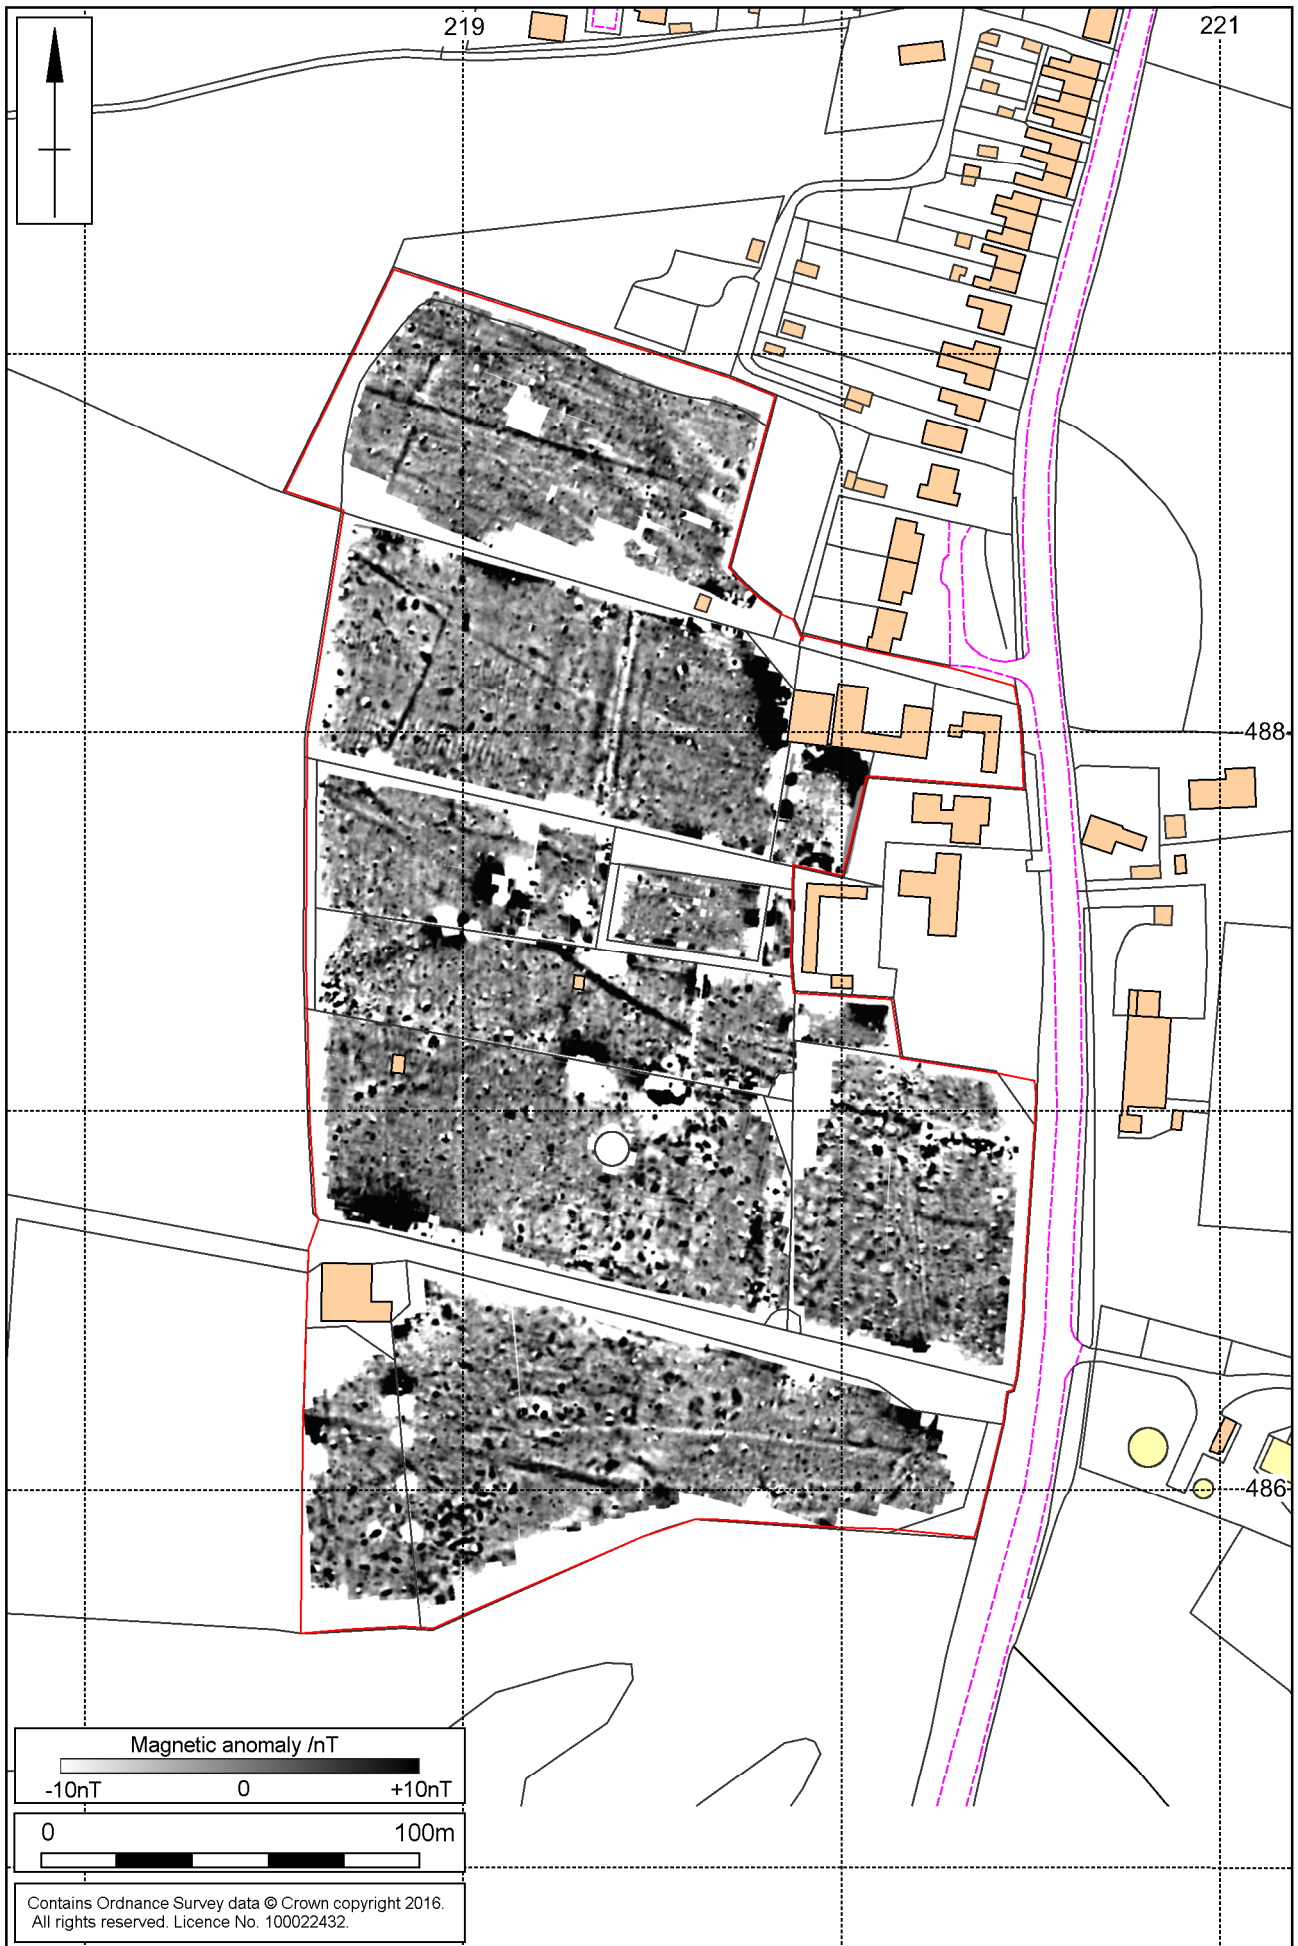 219
221
488
486
Magnetic anomaly /nT
-10nT 0 +10nT
0 100m
Contains Ordnance Survey data © Crown copyright 2016.
All rights reserved. Licence No. 100022432.